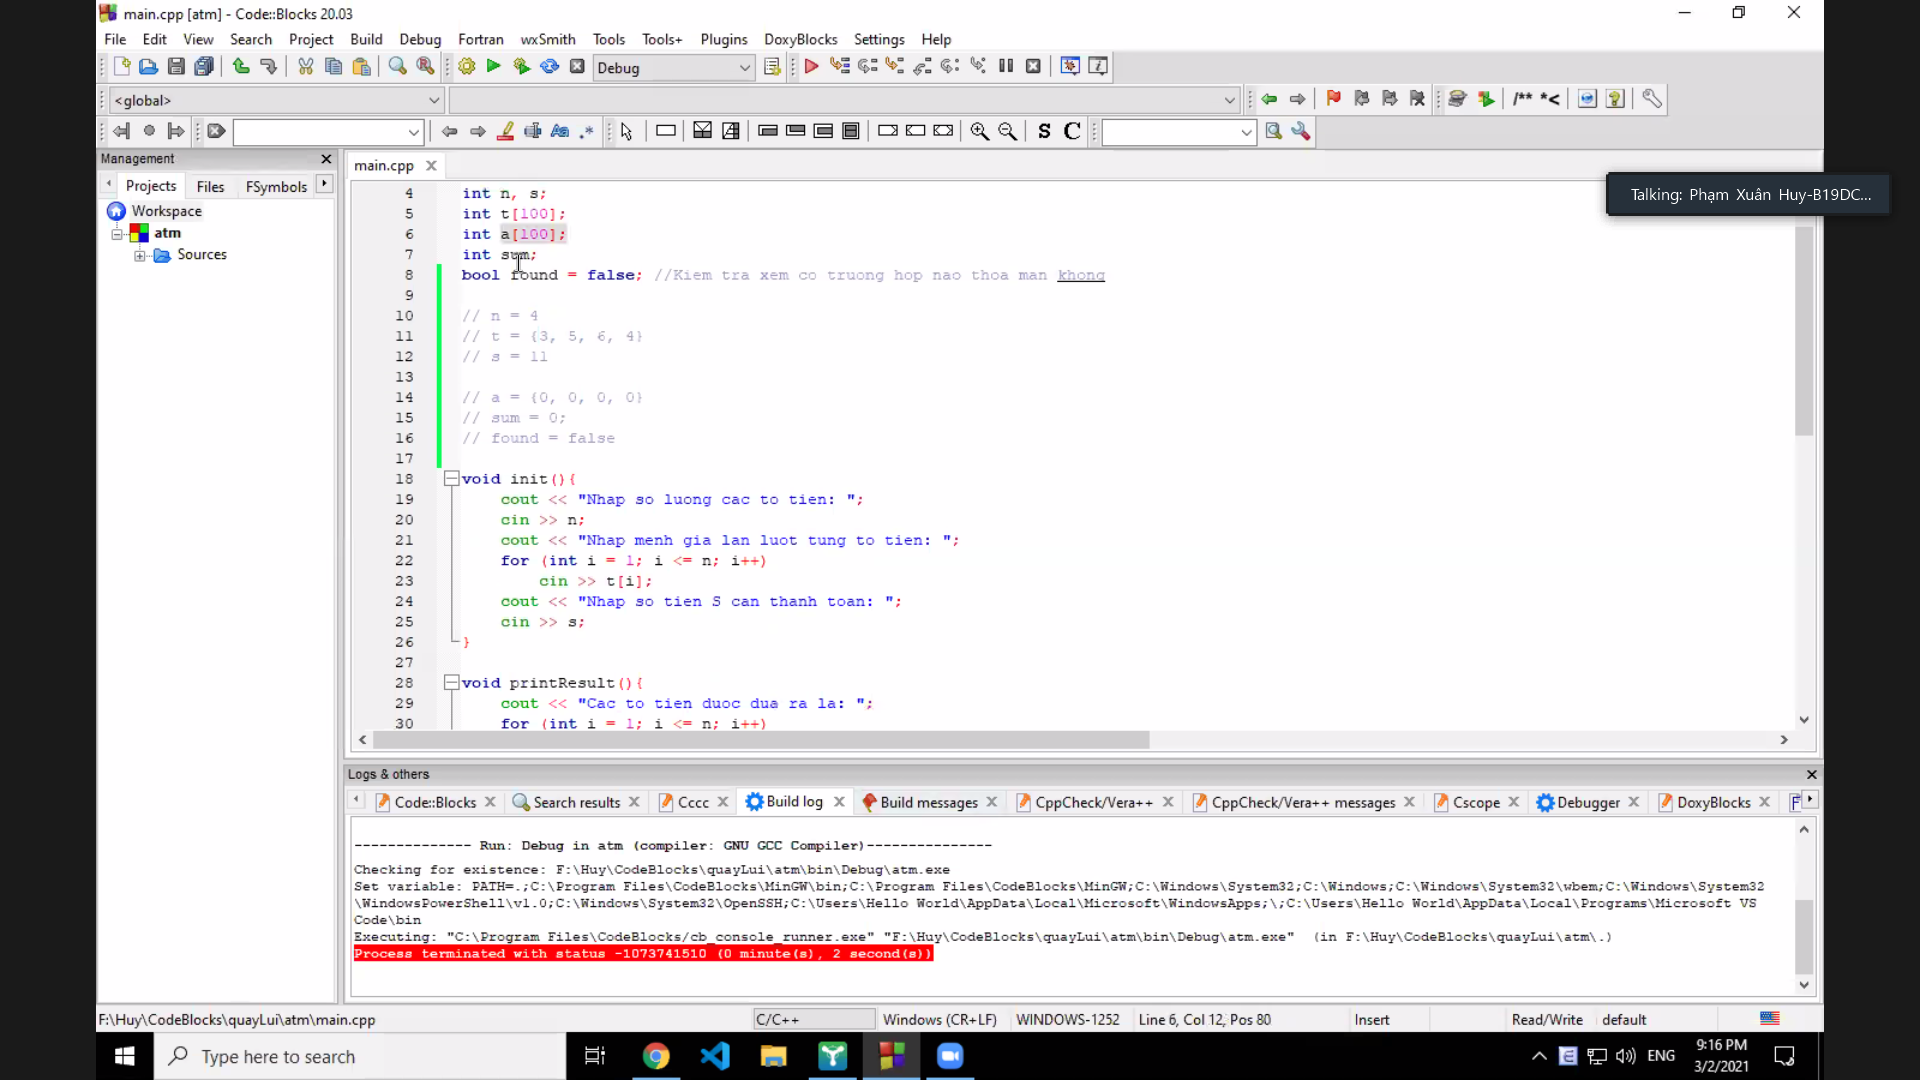 main.cpp [atm] - Code::Blocks 20.03
File Edit View Search Project Build Debug Fortran wxSmith Tools Tools+ Plugins DoxyBlocks Settings Help
Debug
<global>
/** *<
S C
Management
main.cpp
Projects Files FSymbols
Talking: Phạm Xuân Huy-B19DC...
Workspace
atm
Sources
4 int n, s;
5 int t[100];
6 int a[100];
7 int sum;
8 bool found = false; //Kiem tra xem co truong hop nao thoa man khong
9
10 // n = 4
11 // t = {3, 5, 6, 4}
12 // s = 11
13
14 // a = {0, 0, 0, 0}
15 // sum = 0;
16 // found = false
17
18 void init(){
19 cout << "Nhap so luong cac to tien: ";
20 cin >> n;
21 cout << "Nhap menh gia lan luot tung to tien: ";
22 for (int i = 1; i <= n; i++)
23 cin >> t[i];
24 cout << "Nhap so tien S can thanh toan: ";
25 cin >> s;
26 }
27
28 void printResult(){
29 cout << "Cac to tien duoc dua ra la: ";
30 for (int i = 1; i <= n; i++)
Logs & others
Code::Blocks Search results Cccc Build log Build messages CppCheck/Vera++ CppCheck/Vera++ messages Cscope Debugger DoxyBlocks F
-------------- Run: Debug in atm (compiler: GNU GCC Compiler)---------------
Checking for existence: F:\Huy\CodeBlocks\quayLui\atm\bin\Debug\atm.exe
Set variable: PATH=.;C:\Program Files\CodeBlocks\MinGW\bin;C:\Program Files\CodeBlocks\MinGW;C:\Windows\System32;C:\Windows;C:\Windows\System32\wbem;C:\Windows\System32
\WindowsPowerShell\v1.0;C:\Windows\System32\OpenSSH;C:\Users\Hello World\AppData\Local\Microsoft\WindowsApps;\;C:\Users\Hello World\AppData\Local\Programs\Microsoft VS
Code\bin
Executing: "C:\Program Files\CodeBlocks/cb_console_runner.exe" "F:\Huy\CodeBlocks\quayLui\atm\bin\Debug\atm.exe" (in F:\Huy\CodeBlocks\quayLui\atm\.)
Process terminated with status -1073741510 (0 minute(s), 2 second(s))
F:\Huy\CodeBlocks\quayLui\atm\main.cpp C/C++ Windows (CR+LF) WINDOWS-1252 Line 6, Col 12, Pos 80 Insert Read/Write default
Type here to search
ENG
9:16 PM
3/2/2021